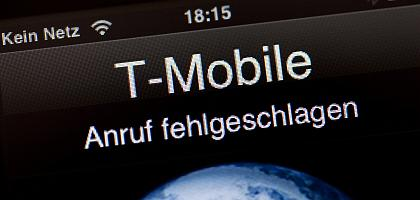 Kein Netz 18:15
T-Mobile
Anruf fehlgeschlagen